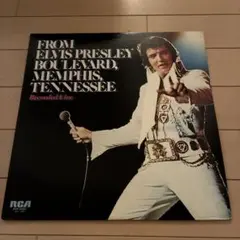 FROM
ELVIS PRESLEY
BOULEVARD,
MEMPHIS,
TENNESSEE
Recorded Live
RCA